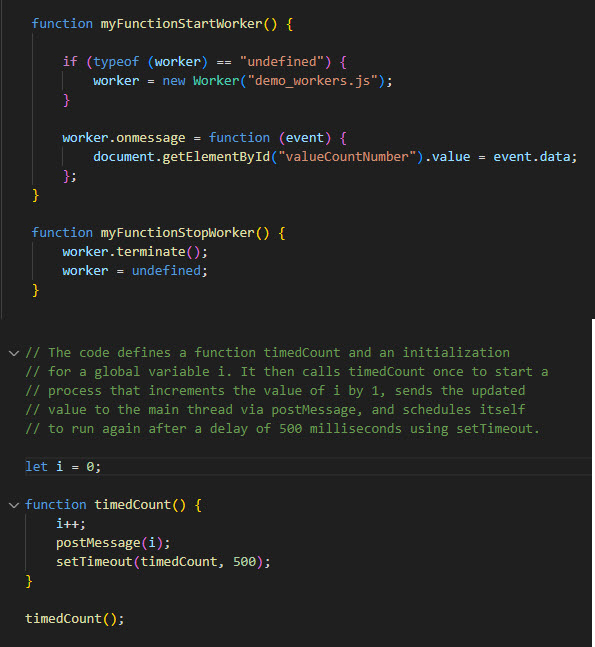 function myFunctionStartWorker() {
if (typeof (worker) == "undefined") {
worker = new Worker("demo_workers.js");
}
worker.onmessage = function (event) {
document.getElementById("valueCountNumber").value = event.data;
};
}
function myFunctionStopWorker() {
worker.terminate();
worker = undefined;
}
// The code defines a function timedCount and an initialization
// for a global variable i. It then calls timedCount once to start a
// process that increments the value of i by 1, sends the updated
// value to the main thread via postMessage, and schedules itself
// to run again after a delay of 500 milliseconds using setTimeout.
let i = 0;
function timedCount() {
i++;
postMessage(i);
setTimeout(timedCount, 500);
}
timedCount();